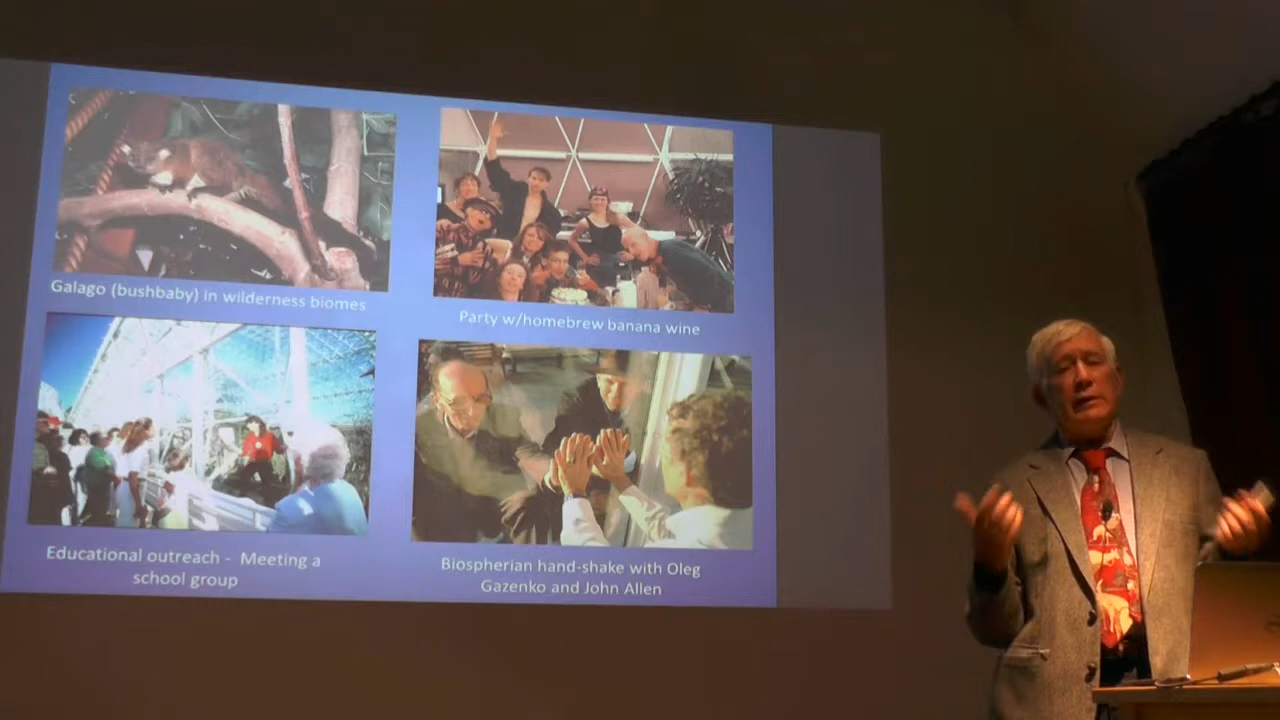 Galago (bushbaby) in wilderness biomes
Party w/homebrew banana wine
Educational outreach - Meeting a
school group
Biospherian hand-shake with Oleg
Gazenko and John Allen